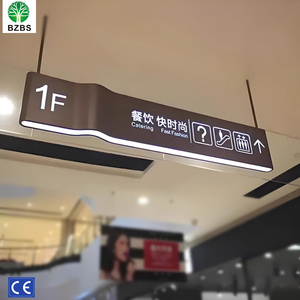 BZBS
1F
餐饮 快时尚
Catering Fast Fashion
?
CE